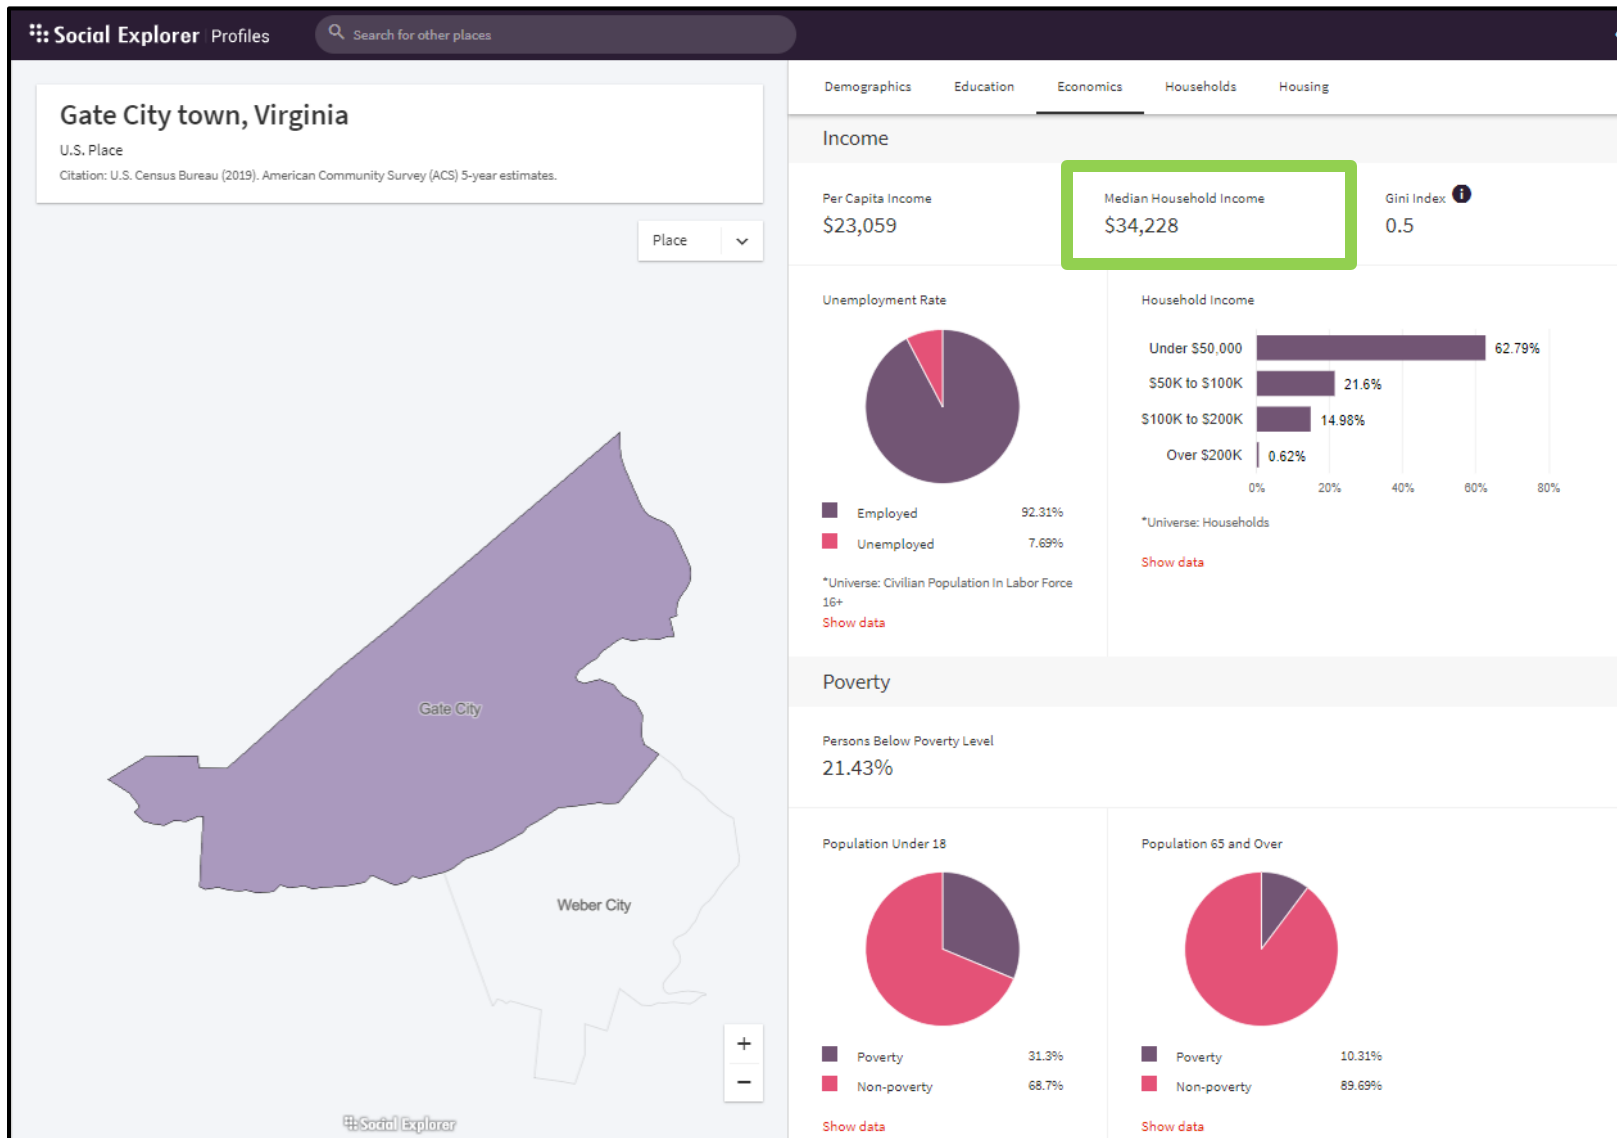 Social Explorer Profiles
Search for other places
Gate City town, Virginia
U.S. Place
Citation: U.S. Census Bureau (2019). American Community Survey (ACS) 5-year estimates.
Place
Gate City
Weber City
+
−
Social Explorer
Demographics Education Economics Households Housing
Income
Per Capita Income
$23,059
Median Household Income
$34,228
Gini Index i
0.5
Unemployment Rate
Employed 92.31%
Unemployed 7.69%
*Universe: Civilian Population In Labor Force
16+
Show data
Household Income
Under $50,000 62.79%
$50K to $100K 21.6%
$100K to $200K 14.98%
Over $200K 0.62%
0% 20% 40% 60% 80%
*Universe: Households
Show data
Poverty
Persons Below Poverty Level
21.43%
Population Under 18
Poverty 31.3%
Non-poverty 68.7%
Show data
Population 65 and Over
Poverty 10.31%
Non-poverty 89.69%
Show data